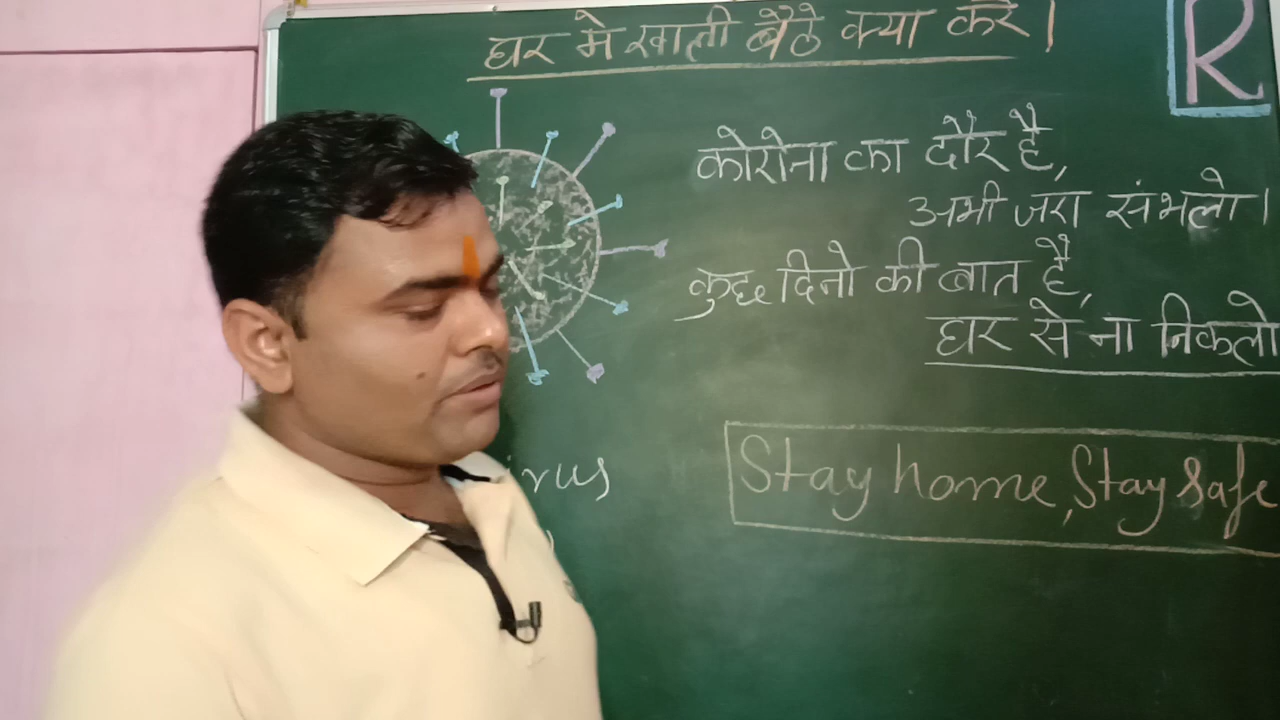 घर मे खाली बैठे क्या करे।
R
कोरोना का दौर है,
अभी जरा संभलो।
कुछ दिनो की बात है,
घर से ना निकलो
Stay home, Stay safe